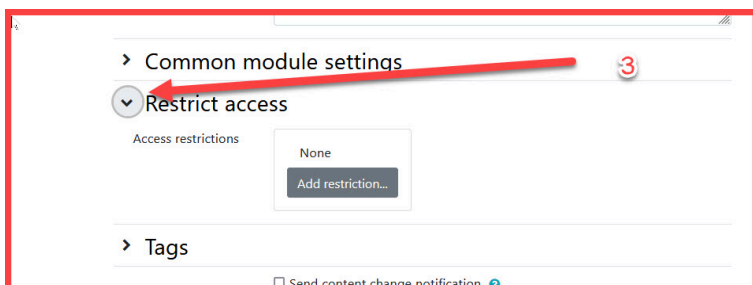 Common module settings
3
Restrict access
Access restrictions
None
Add restriction...
Tags
Send content change notification